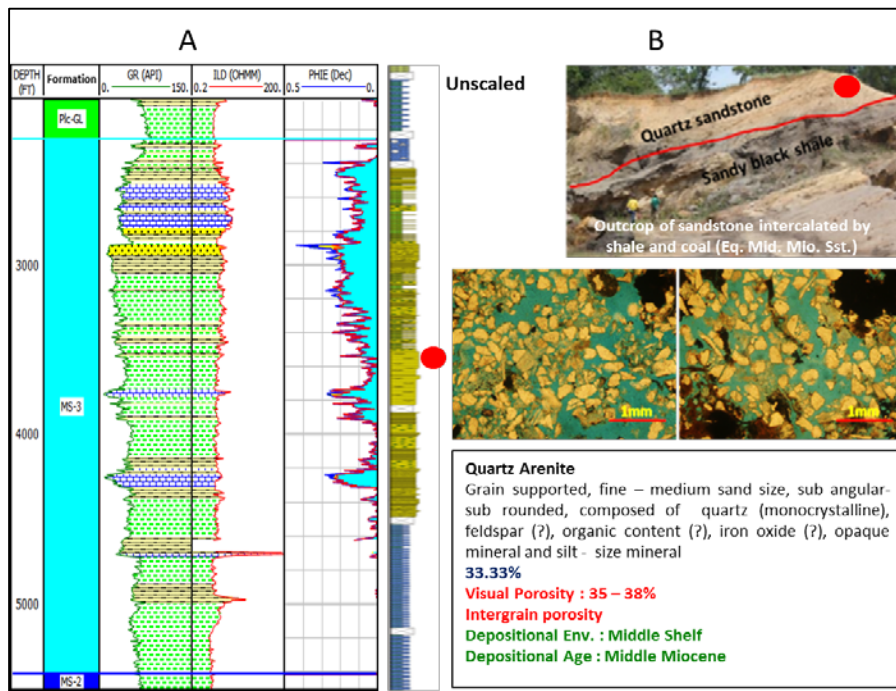 A
B
DEPTH
(FT)
Formation
GR (API)
0. 150.
ILD (OHMM)
0.2 200.
PHIE (Dec)
0.5 0.
Plc-GL
3000
MS-3
4000
5000
MS-2
Unscaled
Quartz sandstone
Sandy black shale
Outcrop of sandstone intercalated by
shale and coal (Eq. Mid. Mio. Sst.)
1mm
1mm
Quartz Arenite
Grain supported, fine – medium sand size, sub angular-
sub rounded, composed of quartz (monocrystalline),
feldspar (?), organic content (?), iron oxide (?), opaque
mineral and silt - size mineral
33.33%
Visual Porosity : 35 – 38%
Intergrain porosity
Depositional Env. : Middle Shelf
Depositional Age : Middle Miocene